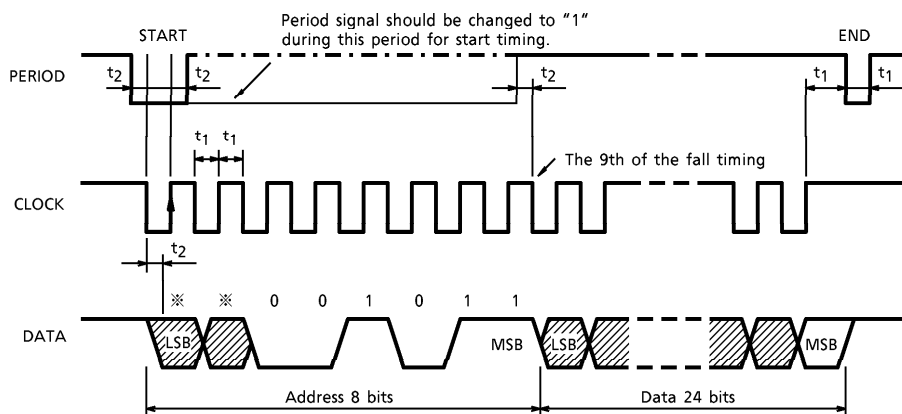 Period signal should be changed to "1"
during this period for start timing.
START
END
PERIOD
t2
t2
t2
t1
t1
t1
t1
The 9th of the fall timing
CLOCK
t2
※ ※ 0 0 1 0 1 1
DATA
LSB
MSB
LSB
MSB
Address 8 bits
Data 24 bits